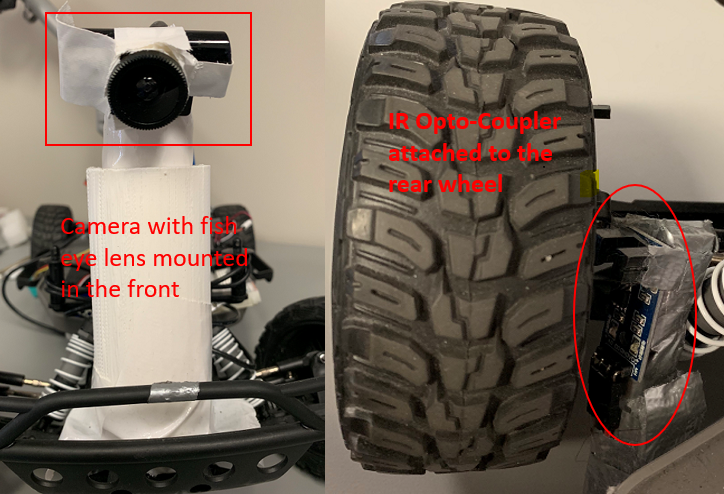 Camera with fish
eye lens mounted
in the front
IR Opto-Coupler
attached to the
rear wheel